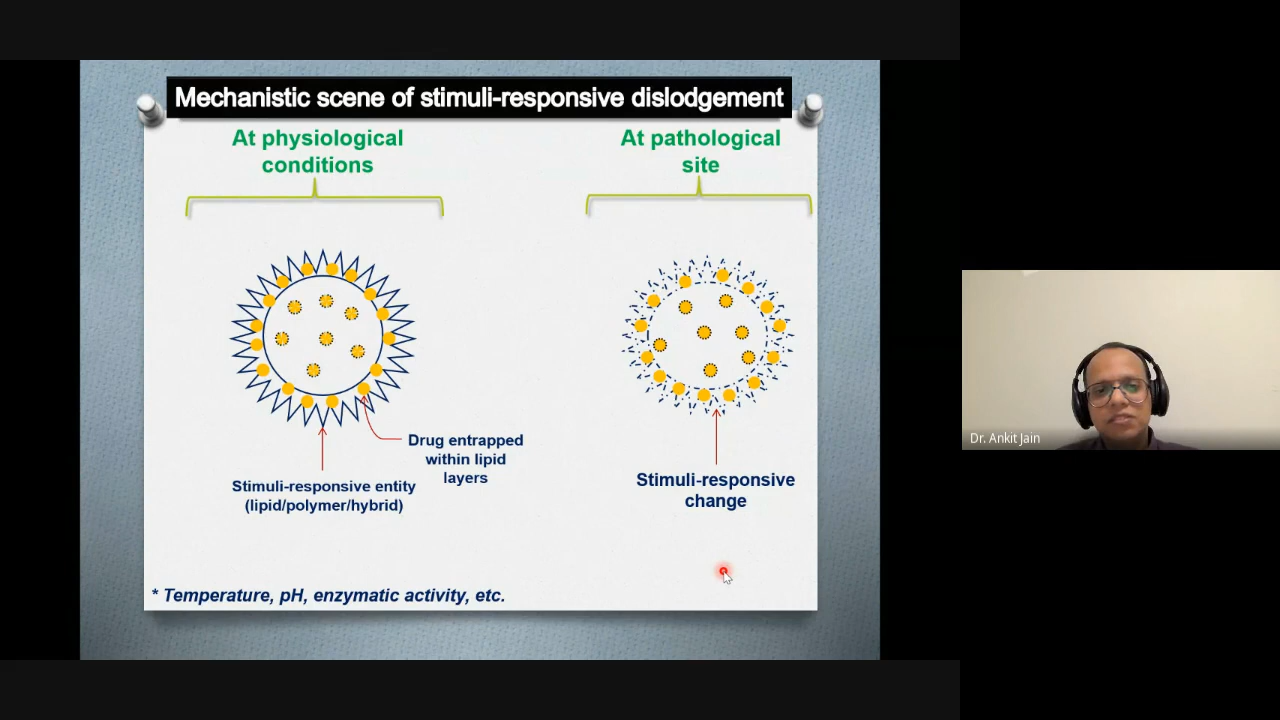 Mechanistic scene of stimuli-responsive dislodgement
At physiological
conditions
At pathological
site
Drug entrapped
within lipid
layers
Stimuli-responsive entity
(lipid/polymer/hybrid)
Stimuli-responsive
change
* Temperature, pH, enzymatic activity, etc.
Dr. Ankit Jain